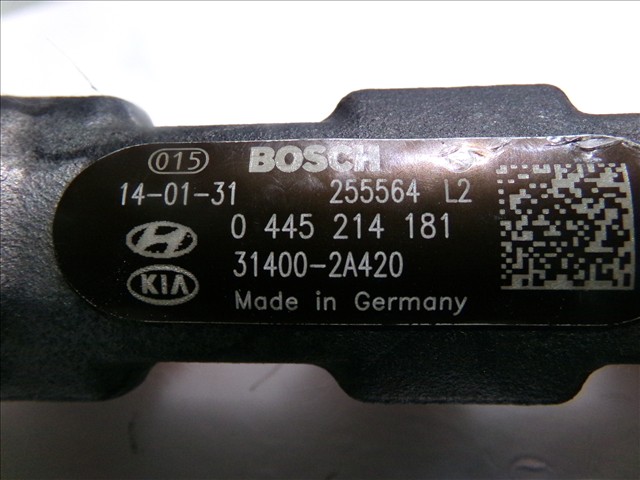 015 BOSCH
14-01-31 255564 L2
0 445 214 181
31400-2A420
KIA
Made in Germany